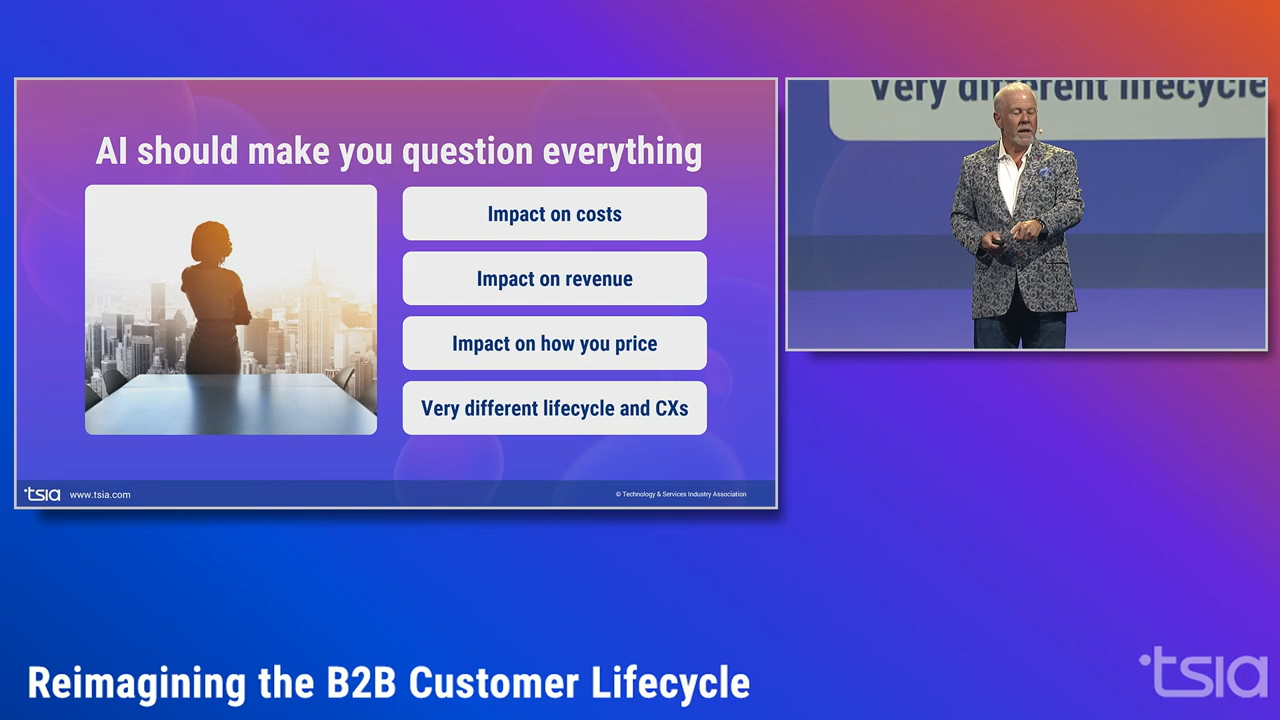 AI should make you question everything
Impact on costs
Impact on revenue
Impact on how you price
Very different lifecycle and CXs
tsia www.tsia.com
© Technology & Services Industry Association
Very different lifecycle
Reimagining the B2B Customer Lifecycle
tsia